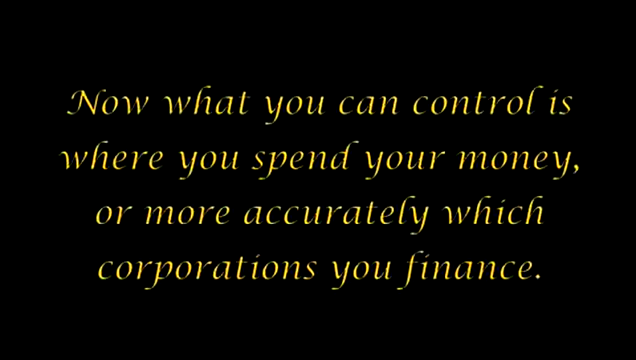 Now what you can control is
where you spend your money,
or more accurately which
corporations you finance.